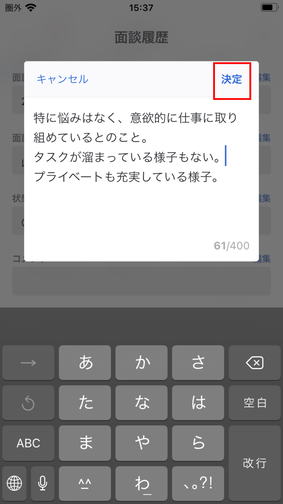 圏外 15:37
面談履歴
キャンセル 決定
特に悩みはなく、意欲的に仕事に取り
組めているとのこと。
タスクが溜まっている様子もない。
プライベートも充実している様子。
61/400
→ あ か さ
た な は 空白
ABC ま や ら 改行
^^ わ_ 、。?!